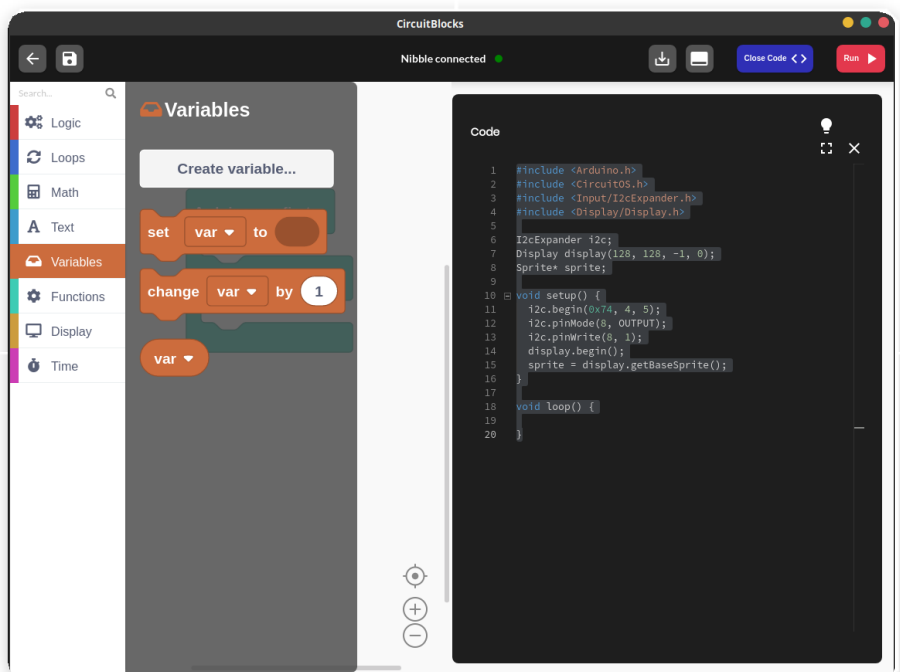 CircuitBlocks
Nibble connected
Close Code
Run
Search...
Logic
Loops
Math
Text
Variables
Functions
Display
Time
Variables
Create variable...
set var to
change var by 1
var
Code
1 #include <Arduino.h>
2 #include <CircuitOS.h>
3 #include <Input/I2cExpander.h>
4 #include <Display/Display.h>
5
6 I2cExpander i2c;
7 Display display(128, 128, -1, 0);
8 Sprite* sprite;
9
10 void setup() {
11 i2c.begin(0x74, 4, 5);
12 i2c.pinMode(8, OUTPUT);
13 i2c.pinWrite(8, 1);
14 display.begin();
15 sprite = display.getBaseSprite();
16 }
17
18 void loop() {
19
20 }